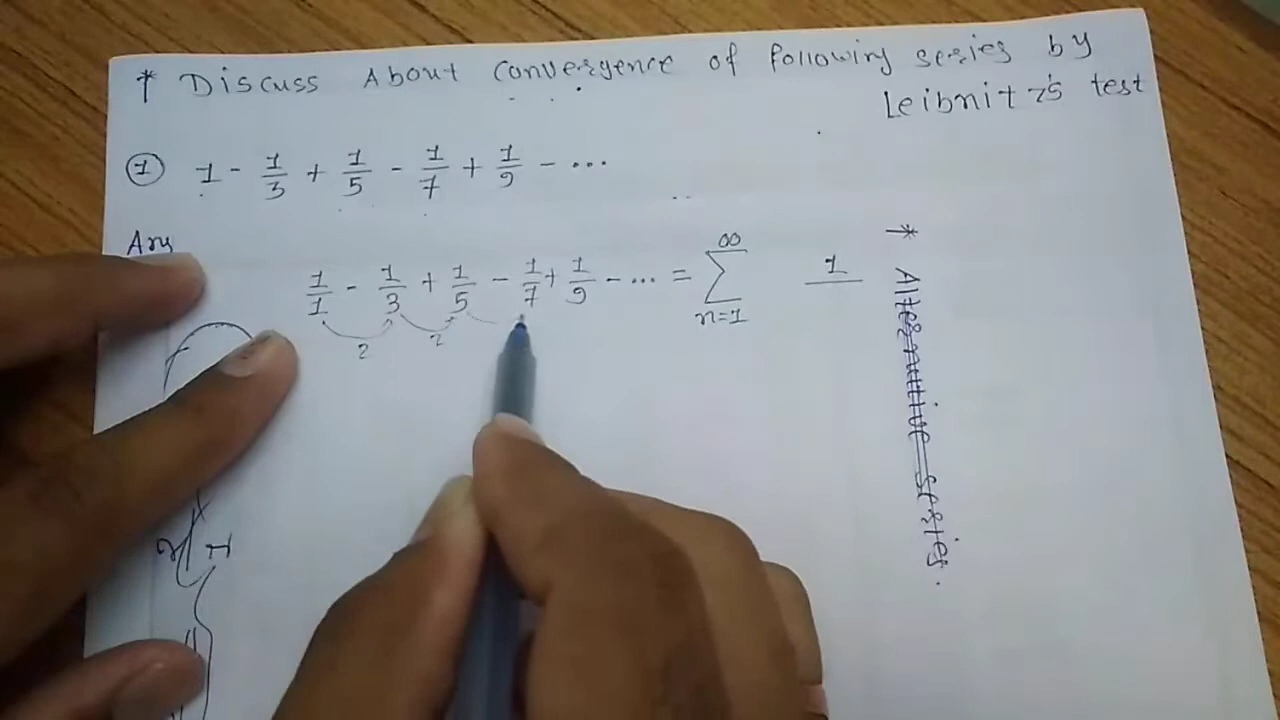 * Discuss About convergence of following series by
Leibnitz's test
① 1 - 1/3 + 1/5 - 1/7 + 1/9 - ...
Ans
1/1 - 1/3 + 1/5 - 1/7 + 1/9 - ... = ∞ ∑ n=1 1/
2 2
* Alternative series.